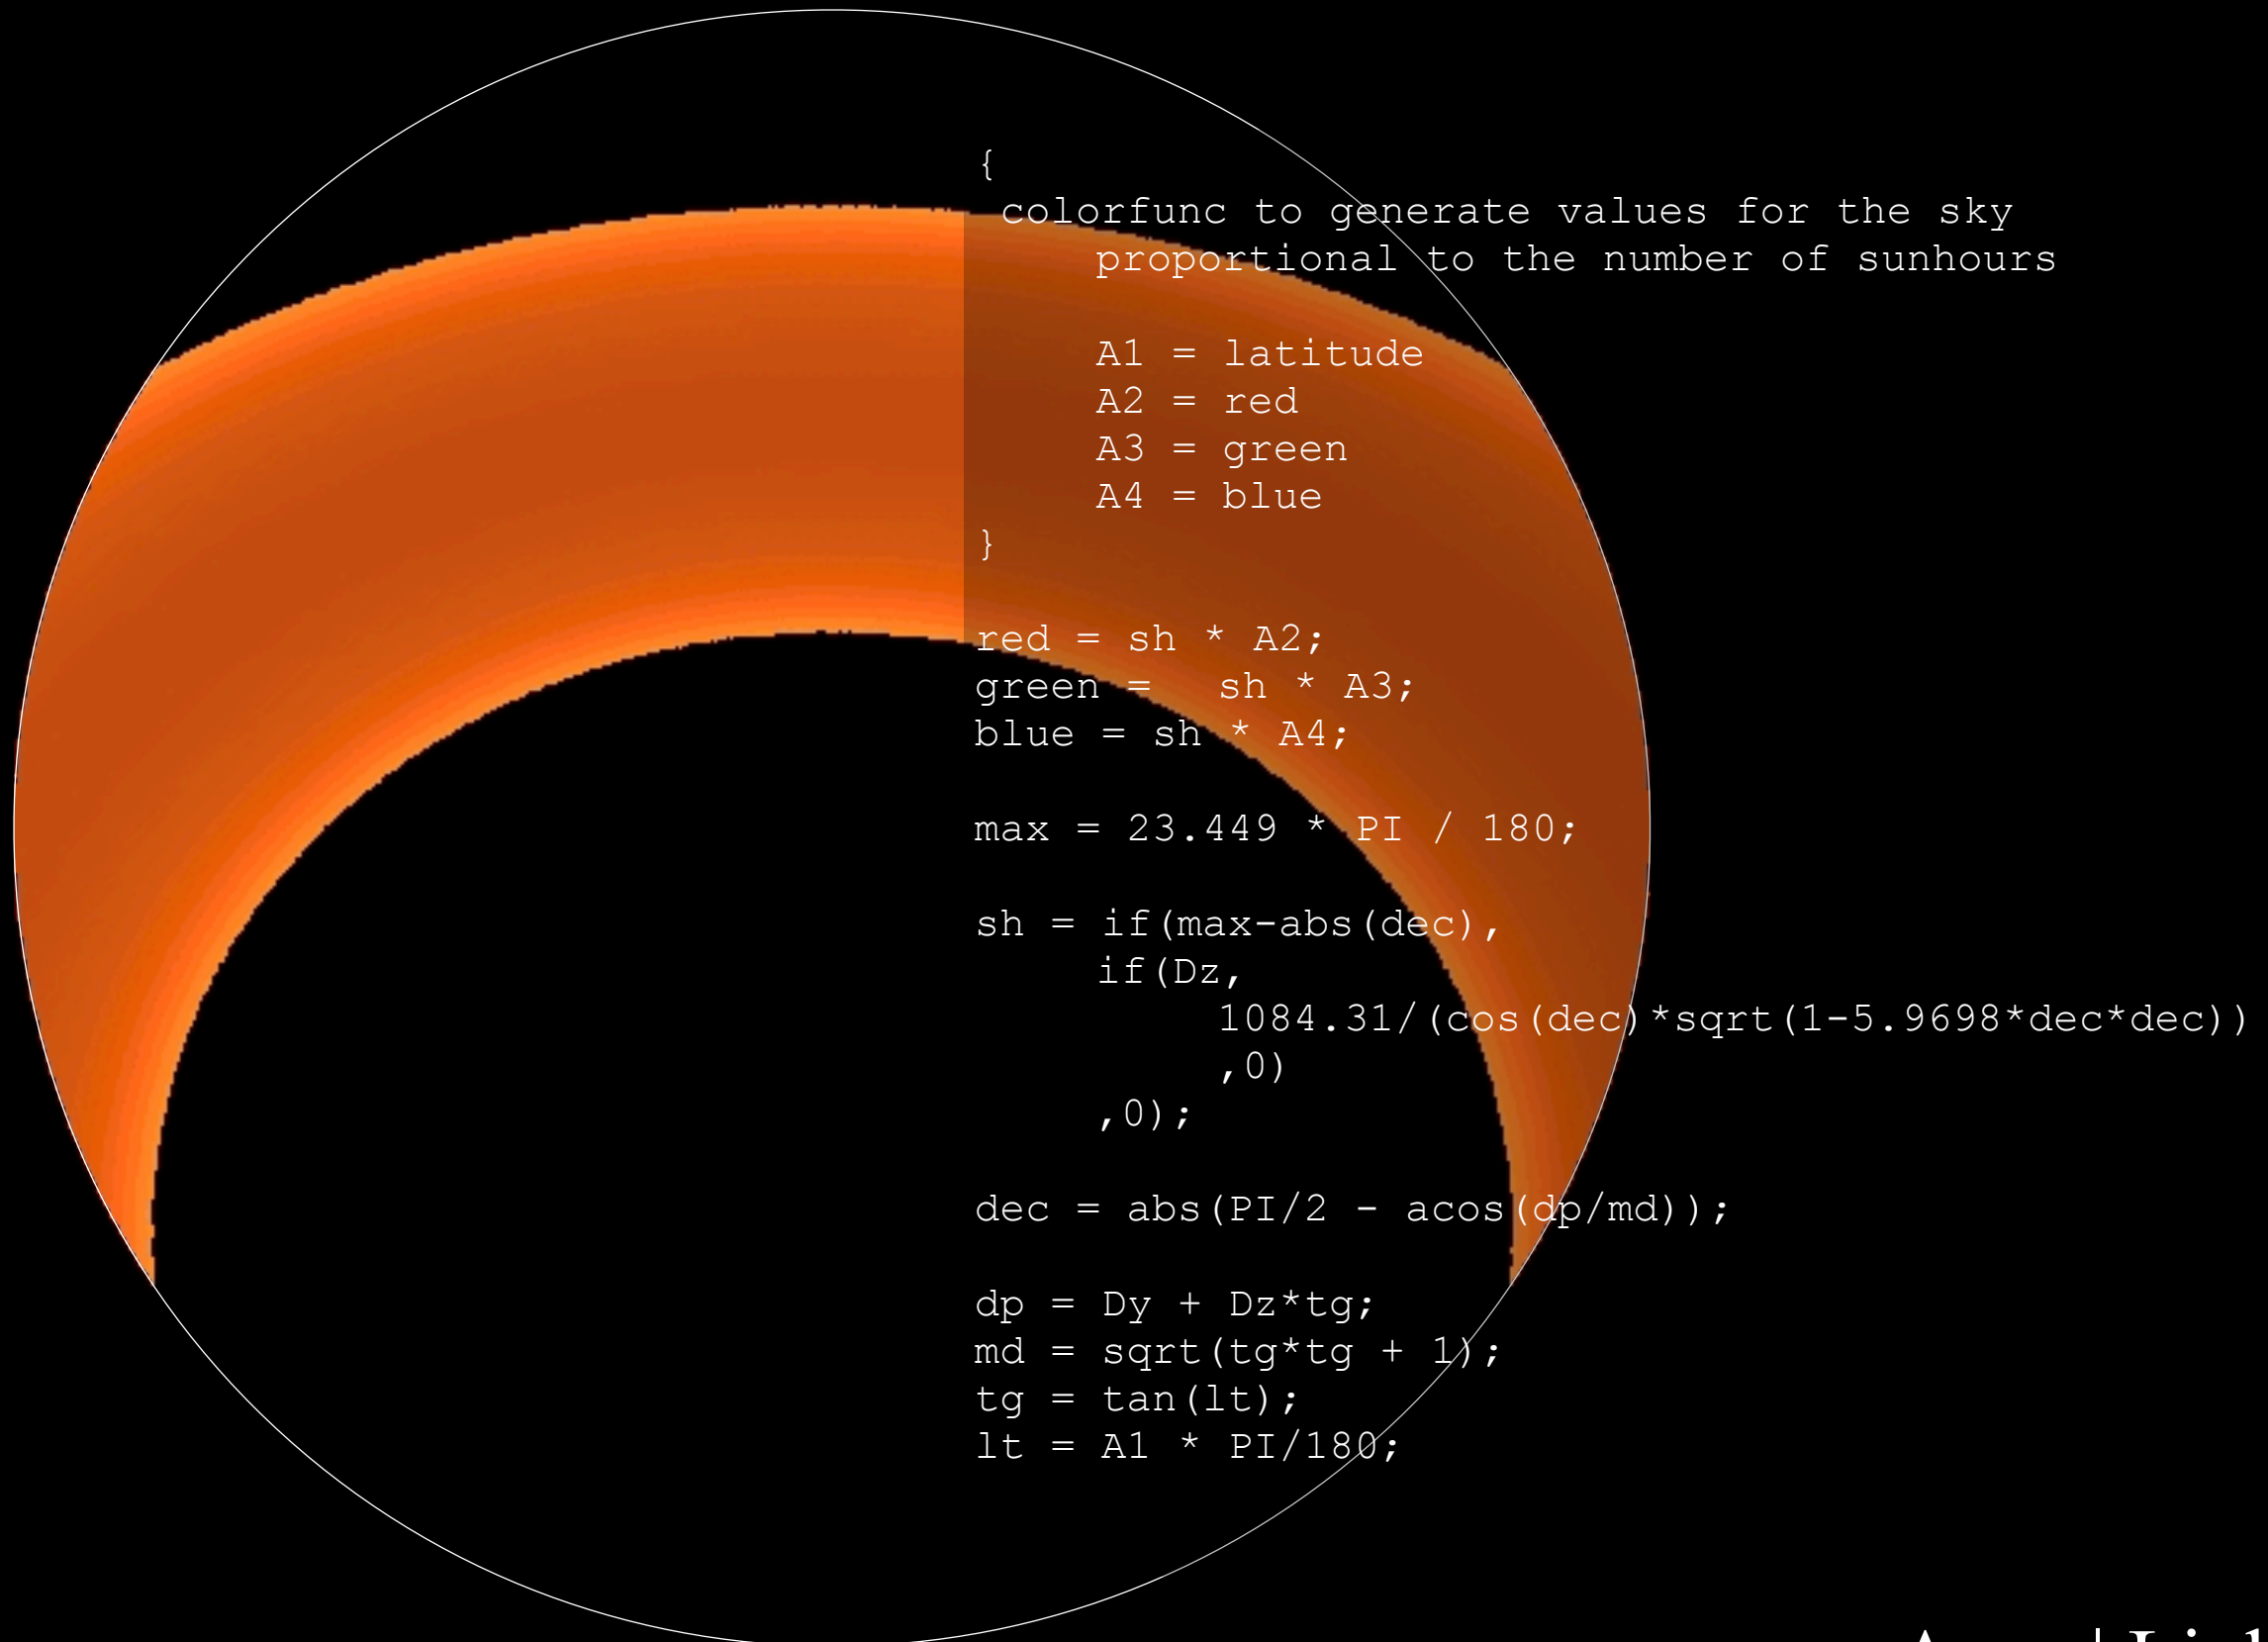 {
colorfunc to generate values for the sky
proportional to the number of sunhours
A1 = latitude
A2 = red
A3 = green
A4 = blue
}
red = sh * A2;
green = sh * A3;
blue = sh * A4;
max = 23.449 * PI / 180;
sh = if(max-abs(dec),
if(Dz,
1084.31/(cos(dec)*sqrt(1-5.9698*dec*dec))
,0)
,0);
dec = abs(PI/2 - acos(dp/md));
dp = Dy + Dz*tg;
md = sqrt(tg*tg + 1);
tg = tan(lt);
lt = A1 * PI/180;